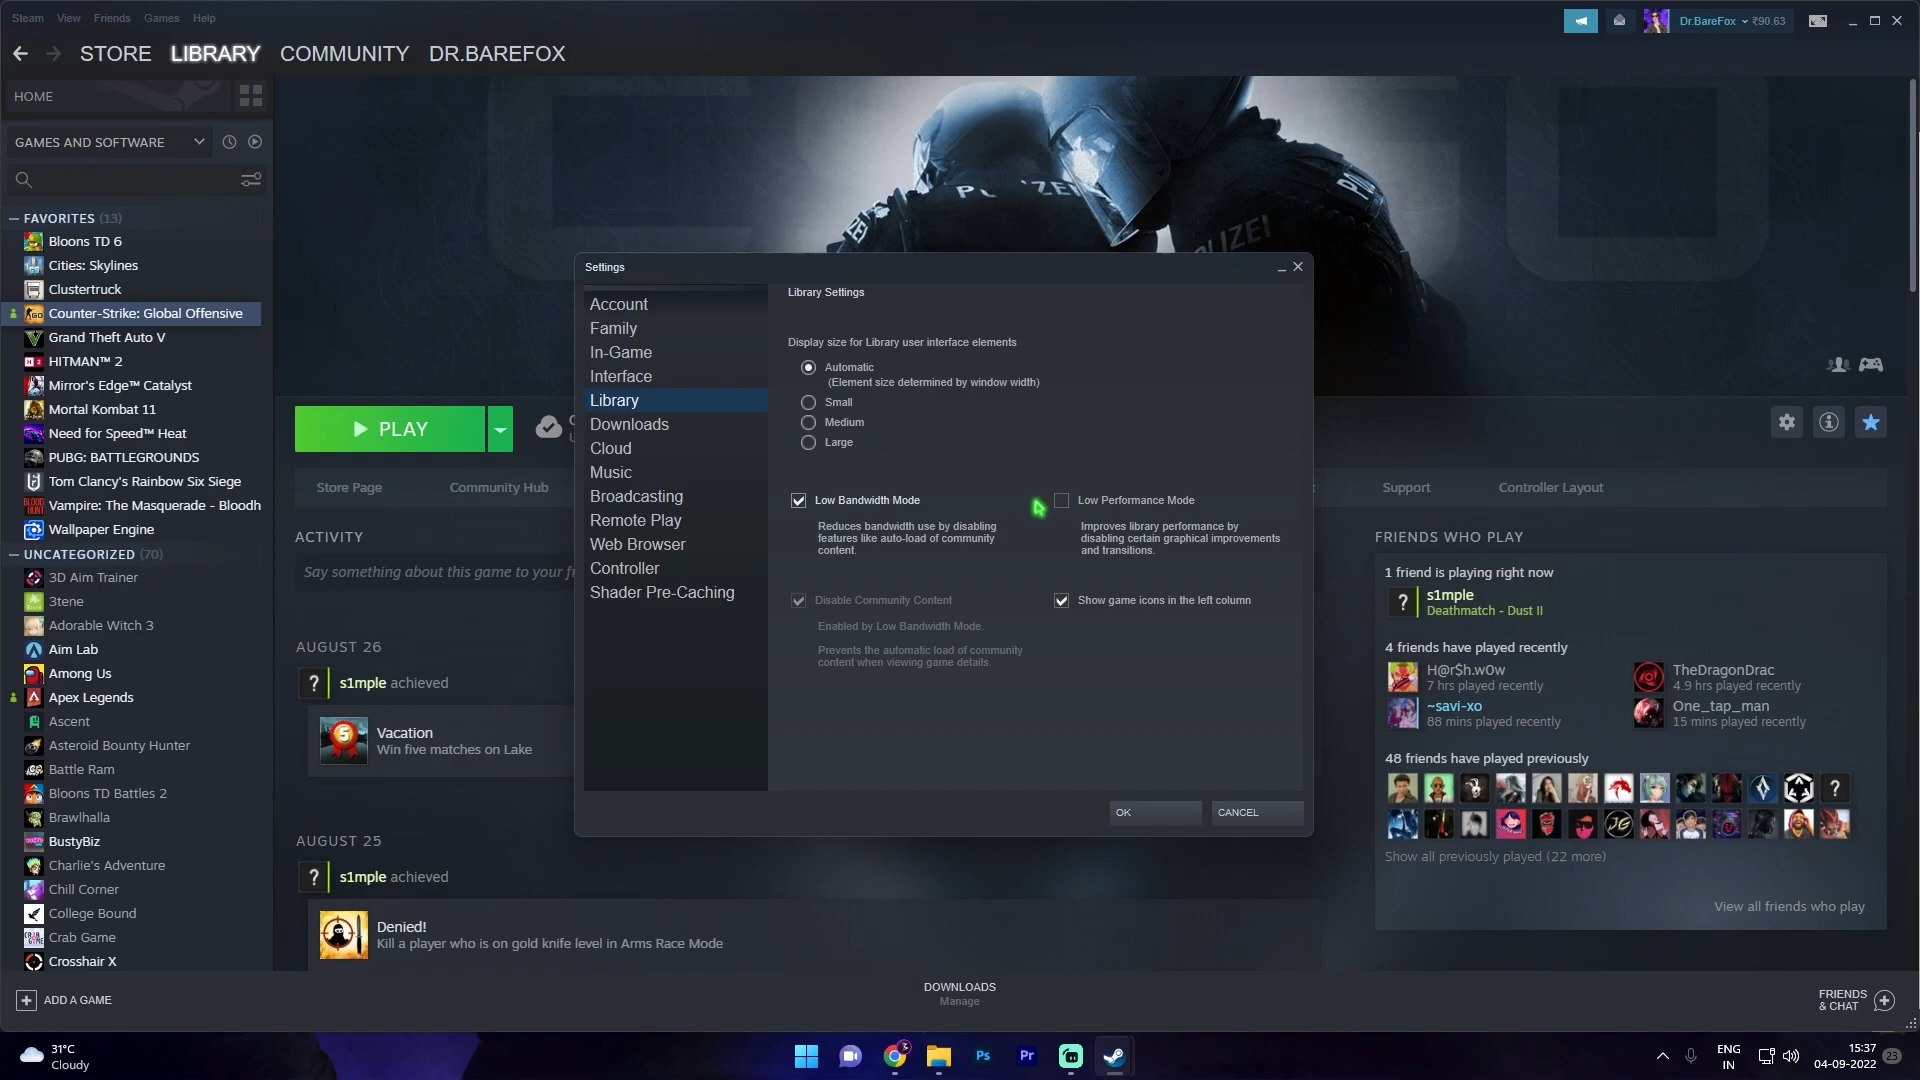 Steam View Friends Games Help
Dr.BareFox ₹90.63
STORE LIBRARY COMMUNITY DR.BAREFOX
HOME
GAMES AND SOFTWARE
FAVORITES (13)
Bloons TD 6
Cities: Skylines
Clustertruck
Counter-Strike: Global Offensive
Grand Theft Auto V
HITMAN™ 2
Mirror's Edge™ Catalyst
Mortal Kombat 11
Need for Speed™ Heat
PUBG: BATTLEGROUNDS
Tom Clancy's Rainbow Six Siege
Vampire: The Masquerade - Bloodh
Wallpaper Engine
UNCATEGORIZED (70)
3D Aim Trainer
3tene
Adorable Witch 3
Aim Lab
Among Us
Apex Legends
Ascent
Asteroid Bounty Hunter
Battle Ram
Bloons TD Battles 2
Brawlhalla
BustyBiz
Charlie's Adventure
Chill Corner
College Bound
Crab Game
Crosshair X
ADD A GAME
PLAY
Store Page
Community Hub
Support
Controller Layout
ACTIVITY
Say something about this game to your fr
AUGUST 26
s1mple achieved
Vacation
Win five matches on Lake
AUGUST 25
s1mple achieved
Denied!
Kill a player who is on gold knife level in Arms Race Mode
Settings
Account
Family
In-Game
Interface
Library
Downloads
Cloud
Music
Broadcasting
Remote Play
Web Browser
Controller
Shader Pre-Caching
Library Settings
Display size for Library user interface elements
Automatic
(Element size determined by window width)
Small
Medium
Large
Low Bandwidth Mode
Reduces bandwidth use by disabling
features like auto-load of community
content.
Low Performance Mode
Improves library performance by
disabling certain graphical improvements
and transitions.
Disable Community Content
Enabled by Low Bandwidth Mode.
Prevents the automatic load of community
content when viewing game details.
Show game icons in the left column
OK
CANCEL
FRIENDS WHO PLAY
1 friend is playing right now
s1mple
Deathmatch - Dust II
4 friends have played recently
H@r$h.w0w
7 hrs played recently
TheDragonDrac
4.9 hrs played recently
~savi-xo
88 mins played recently
One_tap_man
15 mins played recently
48 friends have played previously
Show all previously played (22 more)
View all friends who play
DOWNLOADS
Manage
FRIENDS
& CHAT
31°C
Cloudy
Ps
Pr
ENG
IN
15:37
04-09-2022
23